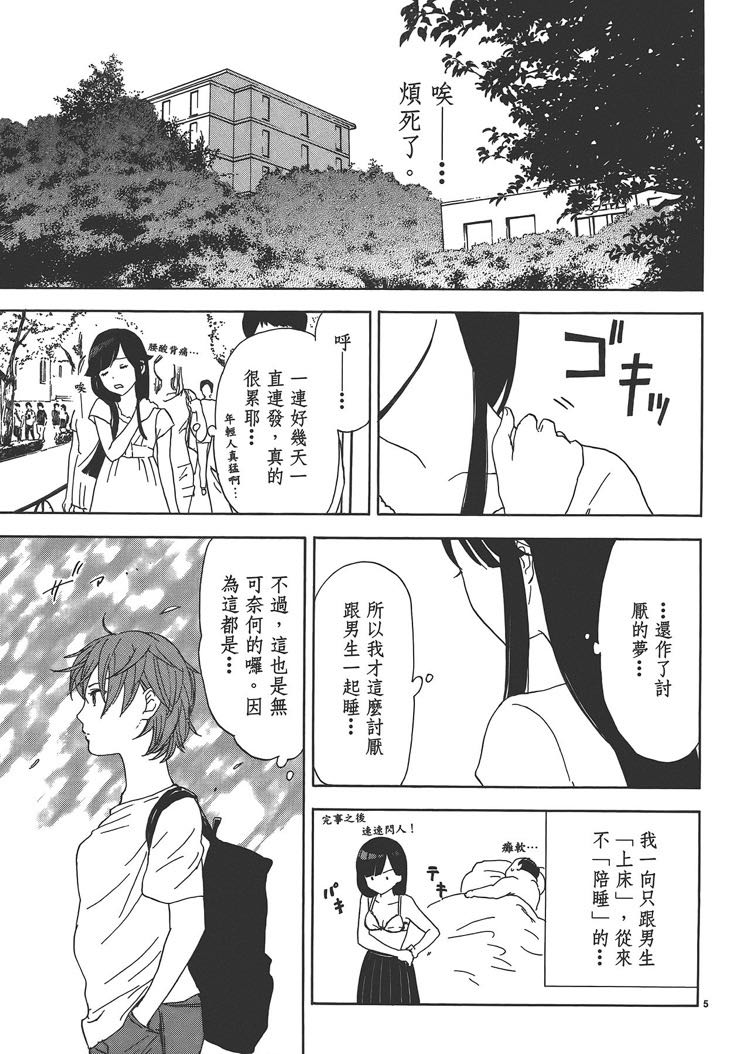 唉——…
煩死了。
ゴキッ
呼——…
一連好幾天一
直連發，真的
很累耶…
年輕人真猛啊…
腰酸背痛…
唉
…還作了討
厭的夢…
所以我才這麼討厭
跟男生一起睡…
不過，這也是無
可奈何的囉。因
為這都是…
我一向只跟男生
「上床」，從來
不「陪睡」的…
癱軟…
完事之後
速速閃人！
テキ
パキ
5